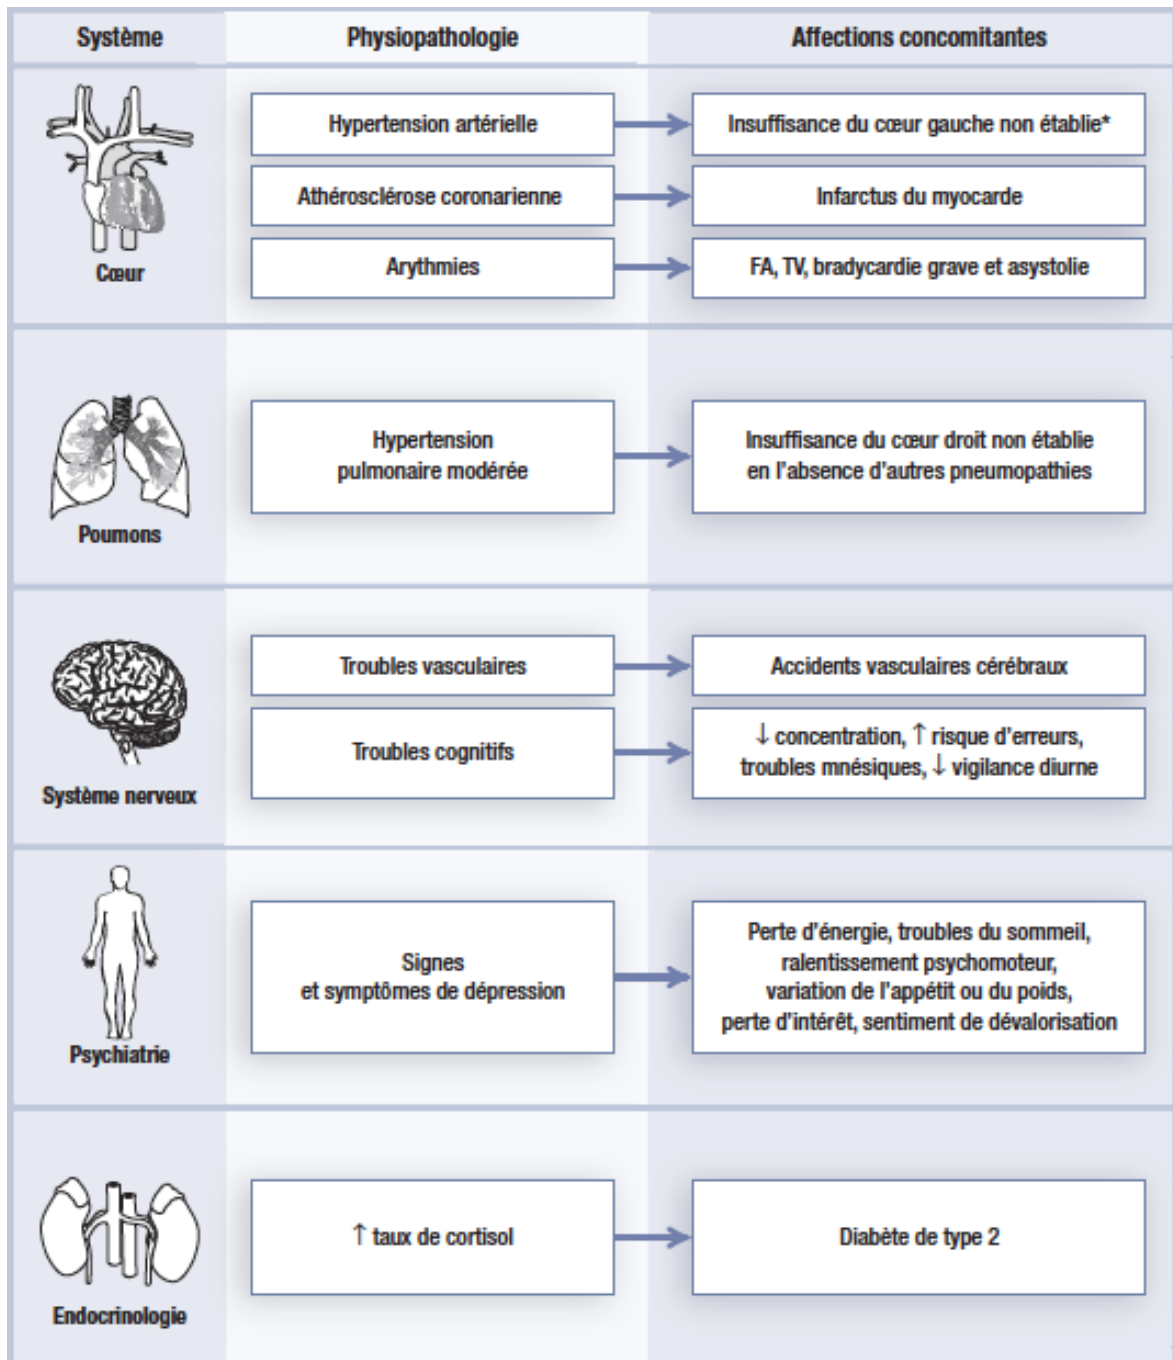 Système Physiopathologie Affections concomitantes
Hypertension artérielle Insuffisance du cœur gauche non établie*
Athérosclérose coronarienne Infarctus du myocarde
Arythmies FA, TV, bradycardie grave et asystolie
Cœur
Hypertension
pulmonaire modérée
Insuffisance du cœur droit non établie
en l'absence d'autres pneumopathies
Poumons
Troubles vasculaires Accidents vasculaires cérébraux
Troubles cognitifs
↓ concentration, ↑ risque d'erreurs,
troubles mnésiques, ↓ vigilance diurne
Système nerveux
Signes
et symptômes de dépression
Perte d'énergie, troubles du sommeil,
ralentissement psychomoteur,
variation de l'appétit ou du poids,
perte d'intérêt, sentiment de dévalorisation
Psychiatrie
↑ taux de cortisol Diabète de type 2
Endocrinologie